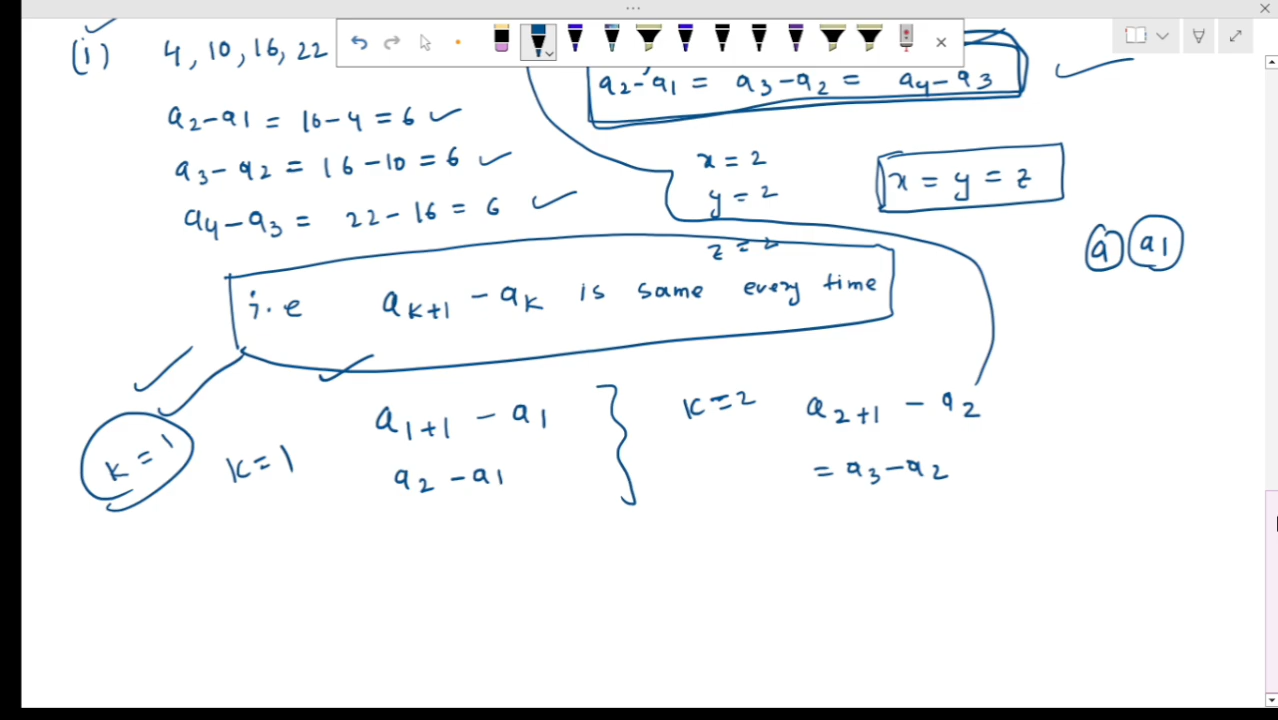 (i) 4, 10, 16, 22
a2-a1 = a3-a2 = a4-a3
a2-a1 = 10-4 = 6
a3-a2 = 16-10 = 6
a4-a3 = 22-16 = 6
x = 2
y = 2
z = 2
x = y = z
a a1
i.e aK+1 - aK is same every time
K = 1
K=1 a1+1 - a1
a2 - a1
K=2 a2+1 - a2
= a3-a2